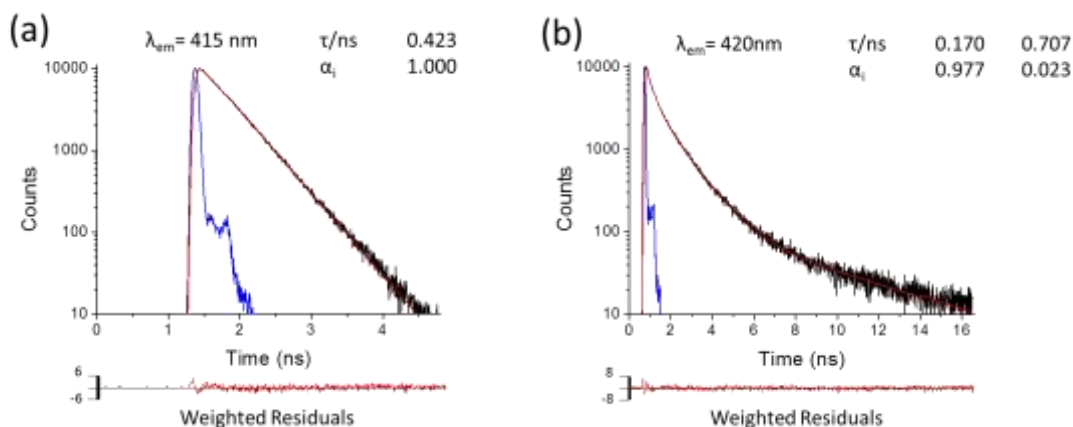 (a)
λem= 415 nm τ/ns 0.423
αi 1.000
10000
1000
100
10
Counts
0 1 2 3 4
Time (ns)
6
-6
Weighted Residuals
(b)
λem= 420nm τ/ns 0.170 0.707
αi 0.977 0.023
10000
1000
100
10
Counts
0 2 4 6 8 10 12 14 16
Time (ns)
8
-8
Weighted Residuals